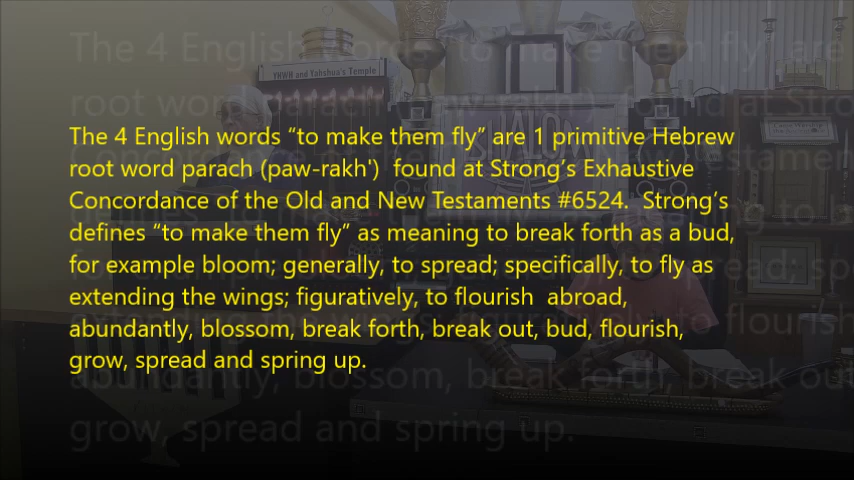 The 4 English words “to make them fly” are 1 primitive Hebrew
root word parach (paw-rakh')  found at Strong’s Exhaustive
Concordance of the Old and New Testaments #6524.  Strong’s
defines “to make them fly” as meaning to break forth as a bud,
for example bloom; generally, to spread; specifically, to fly as
extending the wings; figuratively, to flourish  abroad,
abundantly, blossom, break forth, break out, bud, flourish,
grow, spread and spring up.
YHWH and Yahshua's Temple
SHALOM